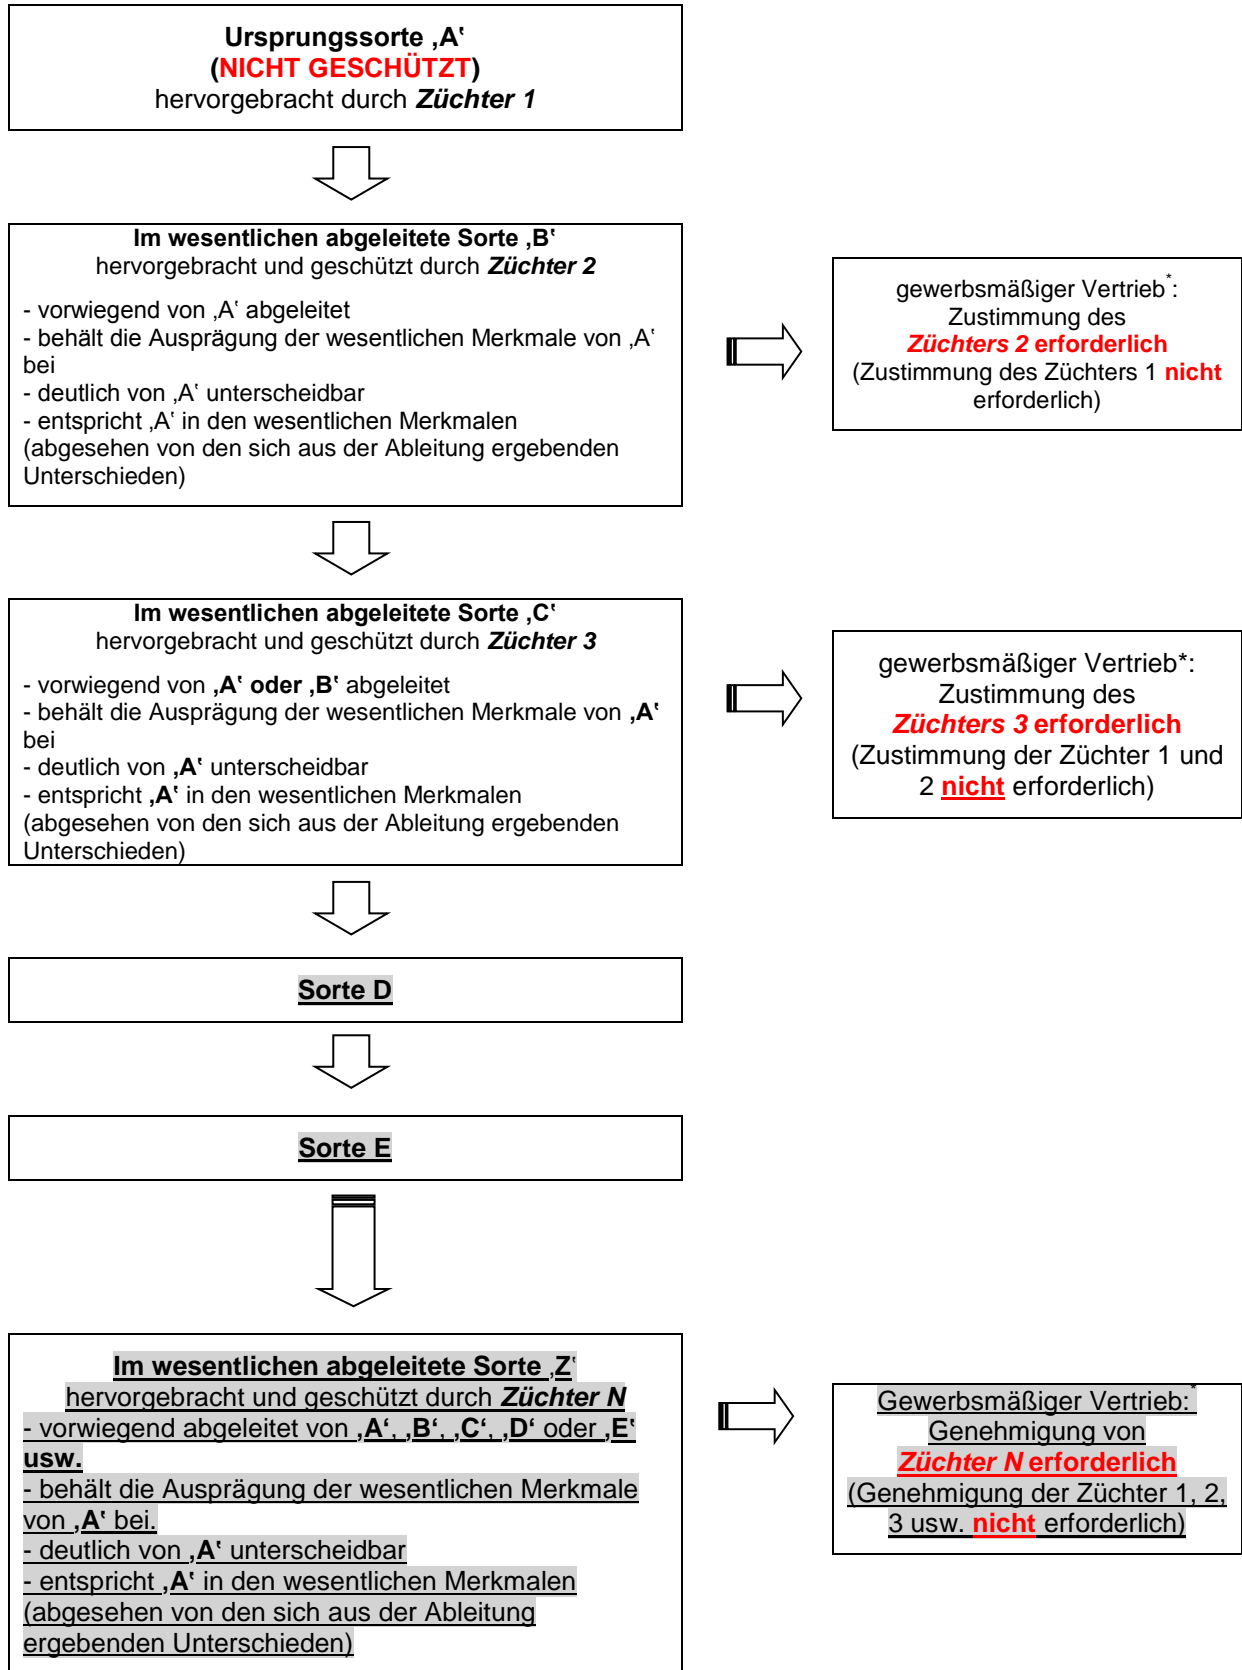 Ursprungssorte ‚A‛
(NICHT GESCHÜTZT)
hervorgebracht durch Züchter 1
Im wesentlichen abgeleitete Sorte ‚B‛
hervorgebracht und geschützt durch Züchter 2
- vorwiegend von ‚A‛ abgeleitet
- behält die Ausprägung der wesentlichen Merkmale von ‚A‛
bei
- deutlich von ‚A‛ unterscheidbar
- entspricht ‚A‛ in den wesentlichen Merkmalen
(abgesehen von den sich aus der Ableitung ergebenden
Unterschieden)
gewerbsmäßiger Vertrieb*:
Zustimmung des
Züchters 2 erforderlich
(Zustimmung des Züchters 1 nicht
erforderlich)
Im wesentlichen abgeleitete Sorte ‚C‛
hervorgebracht und geschützt durch Züchter 3
- vorwiegend von ‚A‛ oder ‚B‛ abgeleitet
- behält die Ausprägung der wesentlichen Merkmale von ‚A‛
bei
- deutlich von ‚A‛ unterscheidbar
- entspricht ‚A‛ in den wesentlichen Merkmalen
(abgesehen von den sich aus der Ableitung ergebenden
Unterschieden)
gewerbsmäßiger Vertrieb*:
Zustimmung des
Züchters 3 erforderlich
(Zustimmung der Züchter 1 und
2 nicht erforderlich)
Sorte D
Sorte E
Im wesentlichen abgeleitete Sorte ‚Z‛
hervorgebracht und geschützt durch Züchter N
- vorwiegend abgeleitet von ‚A‘, ‚B‘, ‚C‘, ‚D‘ oder ‚E‛
usw.
- behält die Ausprägung der wesentlichen Merkmale
von ‚A‛ bei.
- deutlich von ‚A‛ unterscheidbar
- entspricht ‚A‛ in den wesentlichen Merkmalen
(abgesehen von den sich aus der Ableitung
ergebenden Unterschieden)
Gewerbsmäßiger Vertrieb:*
Genehmigung von
Züchter N erforderlich
(Genehmigung der Züchter 1, 2,
3 usw. nicht erforderlich)